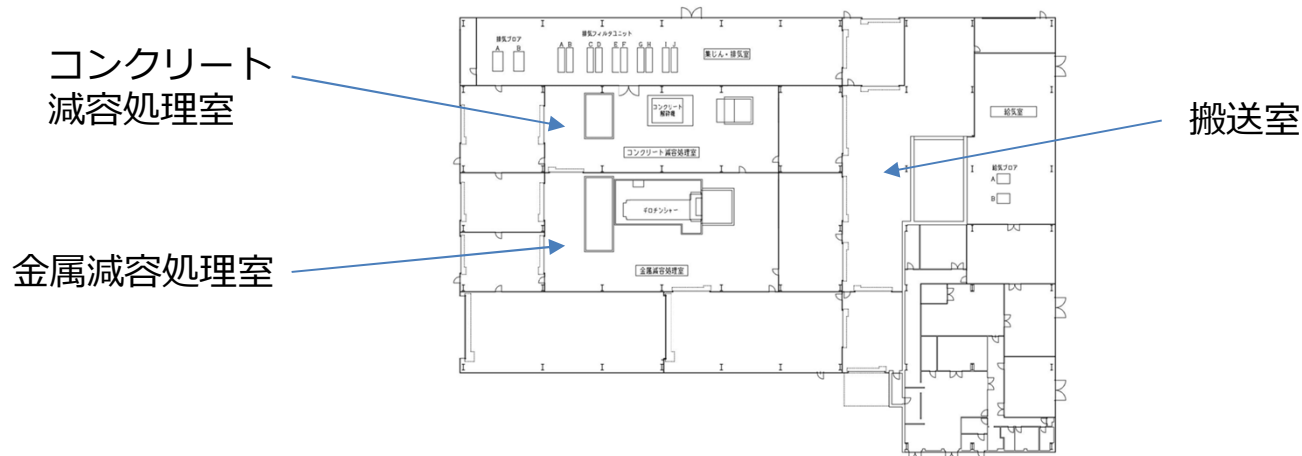 コンクリート
減容処理室
金属減容処理室
搬送室
排気ブロア
A B
排気フィルタユニット
A B C D E F G H I J
集じん・排気室
コンクリート
解砕機
コンクリート減容処理室
ギロチンシャー
金属減容処理室
給気室
給気ブロア
A
B